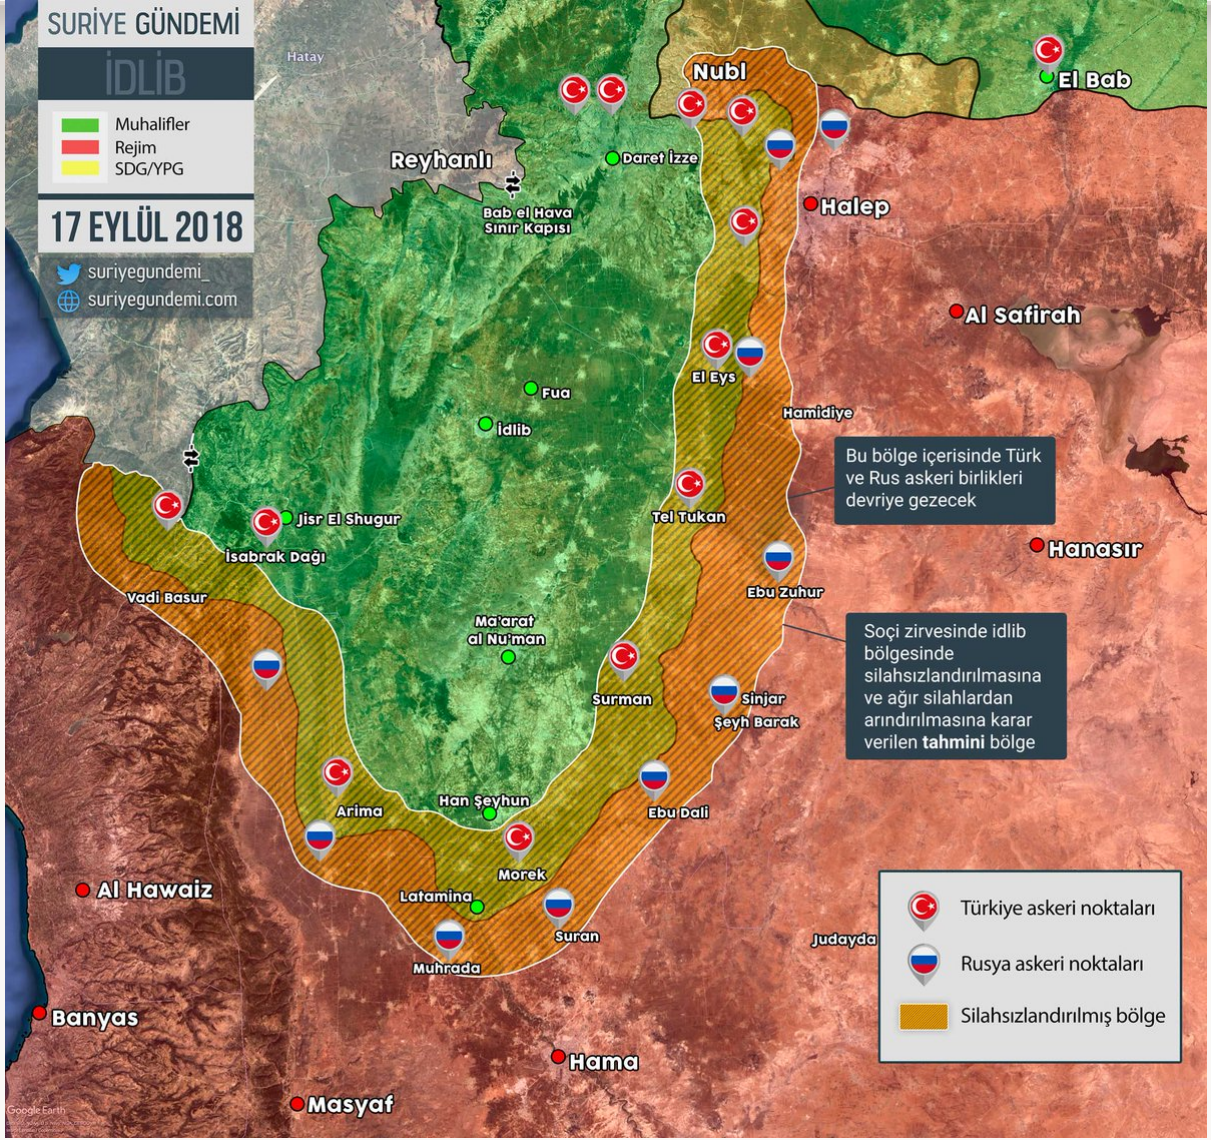 SURİYE GÜNDEMİ
İDLİB
Muhalifler
Rejim
SDG/YPG
17 EYLÜL 2018
suriyegundemi_
suriyegundemi.com
Hatay
Nubl
El Bab
Reyhanlı
Daret İzze
Bab el Hava
Sınır Kapısı
Halep
Al Safirah
El Eys
Fua
İdlib
Hamidiye
Bu bölge içerisinde Türk
ve Rus askeri birlikleri
devriye gezecek
Jisr El Shugur
Tel Tukan
İsabrak Dağı
Hanasır
Vadi Basur
Ebu Zuhur
Ma'arat
al Nu'man
Soçi zirvesinde idlib
bölgesinde
silahsızlandırılmasına
ve ağır silahlardan
arındırılmasına karar
verilen tahmini bölge
Surman
Sinjar
Şeyh Barak
Han Şeyhun
Arima
Ebu Dali
Morek
Al Hawaiz
Latamina
Suran
Judayda
Muhrada
Türkiye askeri noktaları
Rusya askeri noktaları
Silahsızlandırılmış bölge
Banyas
Hama
Masyaf
Google Earth